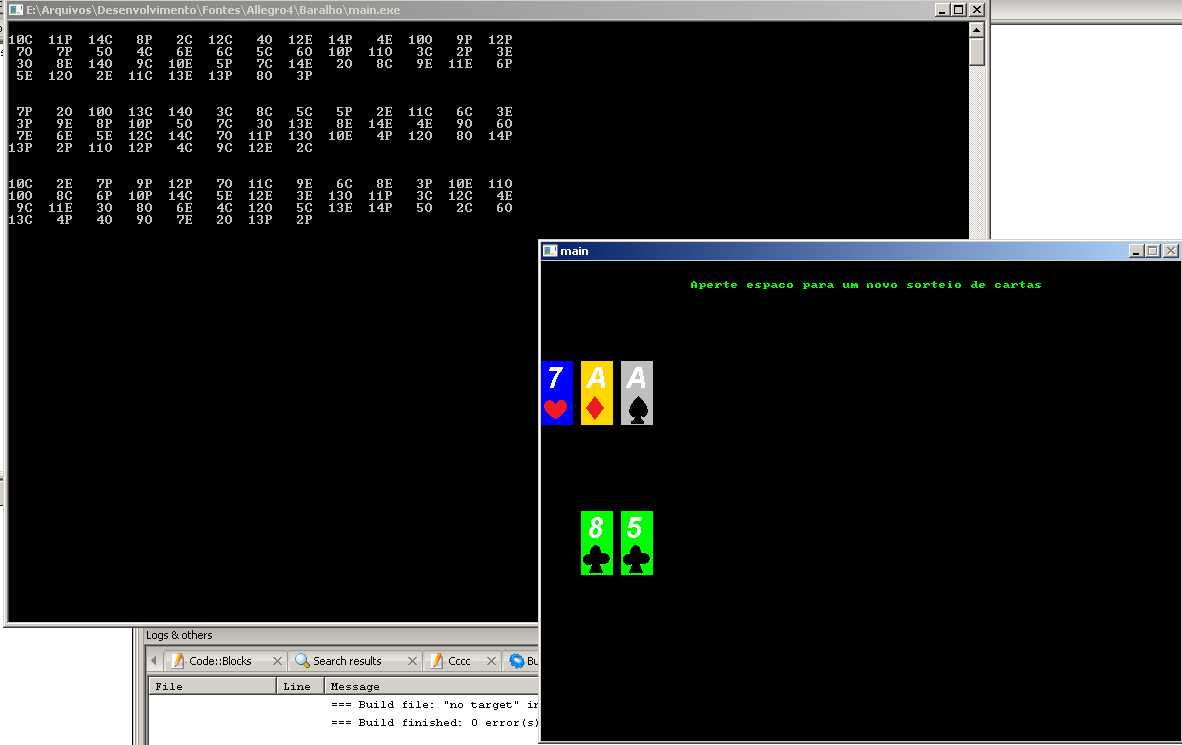 E:\Arquivos\Desenvolvimento\Fontes\Allegro4\Baralho\main.exe
10C 11P 14C 8P 2C 12C 4O 12E 14P 4E 10O 9P 12P
7O 7P 5O 4C 6E 6C 5C 6O 10P 11O 3C 2P 3E
3O 8E 14O 9C 10E 5P 7C 14E 2O 8C 9E 11E 6P
5E 12O 2E 11C 13E 13P 8O 3P
7P 2O 10O 13C 14O 3C 8C 5C 5P 2E 11C 6C 3E
3P 9E 8P 10P 5O 7C 3O 13E 8E 14E 4E 9O 6O
7E 6E 5E 12C 14C 7O 11P 13O 10E 4P 12O 8O 14P
13P 2P 11O 12P 4C 9C 12E 2C
10C 2E 7P 9P 12P 7O 11C 9E 6C 8E 3P 10E 11O
10O 8C 6P 10P 14C 5E 12E 3E 13O 11P 3C 12C 4E
9C 11E 3O 8O 6E 4C 12O 5C 13E 14P 5O 2C 6O
13C 4P 4O 9O 7E 2O 13P 2P
main
Aperte espaco para um novo sorteio de cartas
7 A A
8 5
Logs & others
Code::Blocks Search results Cccc Bu
File Line Message
=== Build file: "no target" in
=== Build finished: 0 error(s)